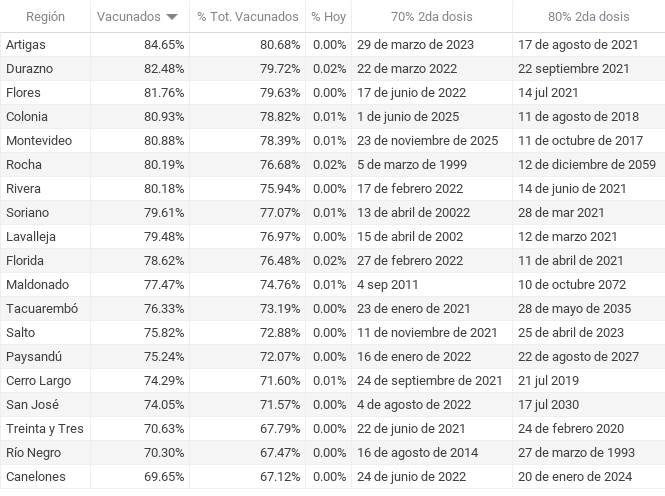 Región Vacunados % Tot. Vacunados % Hoy 70% 2da dosis 80% 2da dosis
Artigas 84.65% 80.68% 0.00% 29 de marzo de 2023 17 de agosto de 2021
Durazno 82.48% 79.72% 0.02% 22 de marzo 2022 22 septiembre 2021
Flores 81.76% 79.63% 0.00% 17 de junio de 2022 14 jul 2021
Colonia 80.93% 78.82% 0.01% 1 de junio de 2025 11 de agosto de 2018
Montevideo 80.88% 78.39% 0.01% 23 de noviembre de 2025 11 de octubre de 2017
Rocha 80.19% 76.68% 0.02% 5 de marzo de 1999 12 de diciembre de 2059
Rivera 80.18% 75.94% 0.00% 17 de febrero 2022 14 de junio de 2021
Soriano 79.61% 77.07% 0.01% 13 de abril de 20022 28 de mar 2021
Lavalleja 79.48% 76.97% 0.00% 15 de abril de 2002 12 de marzo 2021
Florida 78.62% 76.48% 0.02% 27 de febrero 2022 11 de abril de 2021
Maldonado 77.47% 74.76% 0.01% 4 sep 2011 10 de octubre 2072
Tacuarembó 76.33% 73.19% 0.00% 23 de enero de 2021 28 de mayo de 2035
Salto 75.82% 72.88% 0.00% 11 de noviembre de 2021 25 de abril de 2023
Paysandú 75.24% 72.07% 0.00% 16 de enero de 2022 22 de agosto de 2027
Cerro Largo 74.29% 71.60% 0.01% 24 de septiembre de 2021 21 jul 2019
San José 74.05% 71.57% 0.00% 4 de agosto de 2022 17 jul 2030
Treinta y Tres 70.63% 67.79% 0.00% 22 de junio de 2021 24 de febrero 2020
Río Negro 70.30% 67.47% 0.00% 16 de agosto de 2014 27 de marzo de 1993
Canelones 69.65% 67.12% 0.00% 24 de junio de 2022 20 de enero de 2024